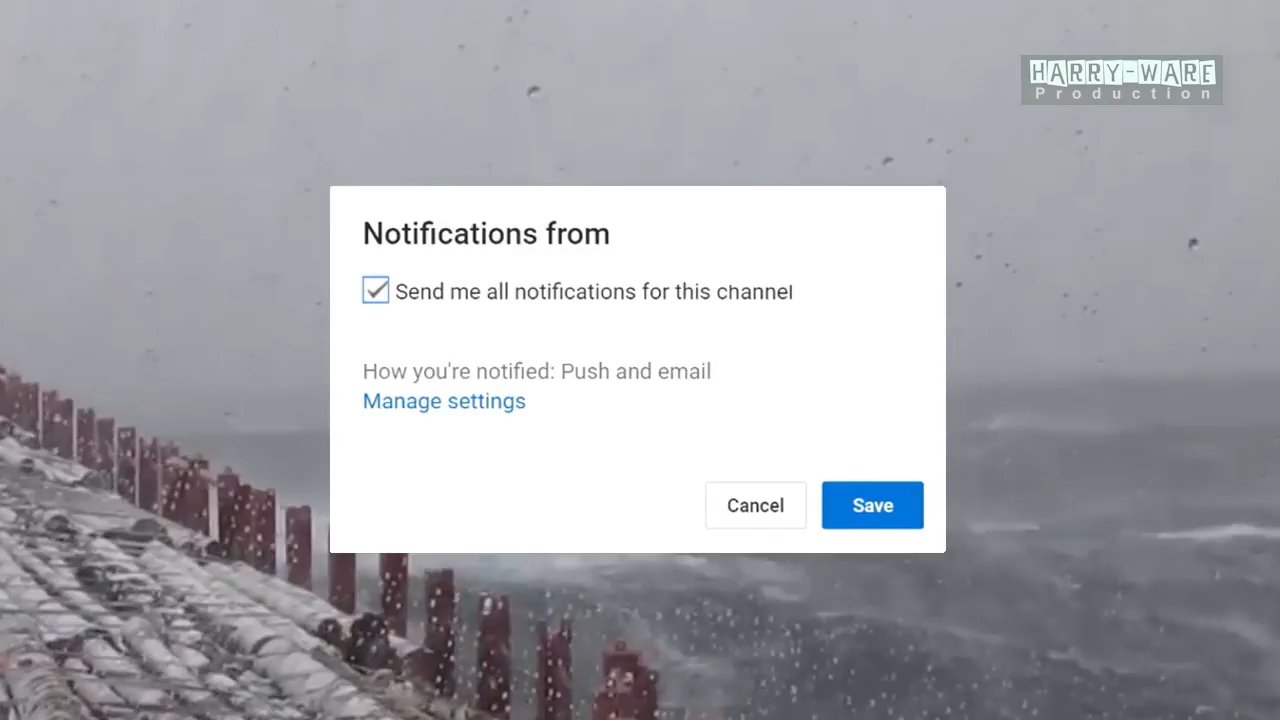 HARRY-WARE
Production
Notifications from
Send me all notifications for this channel
How you're notified: Push and email
Manage settings
Cancel
Save